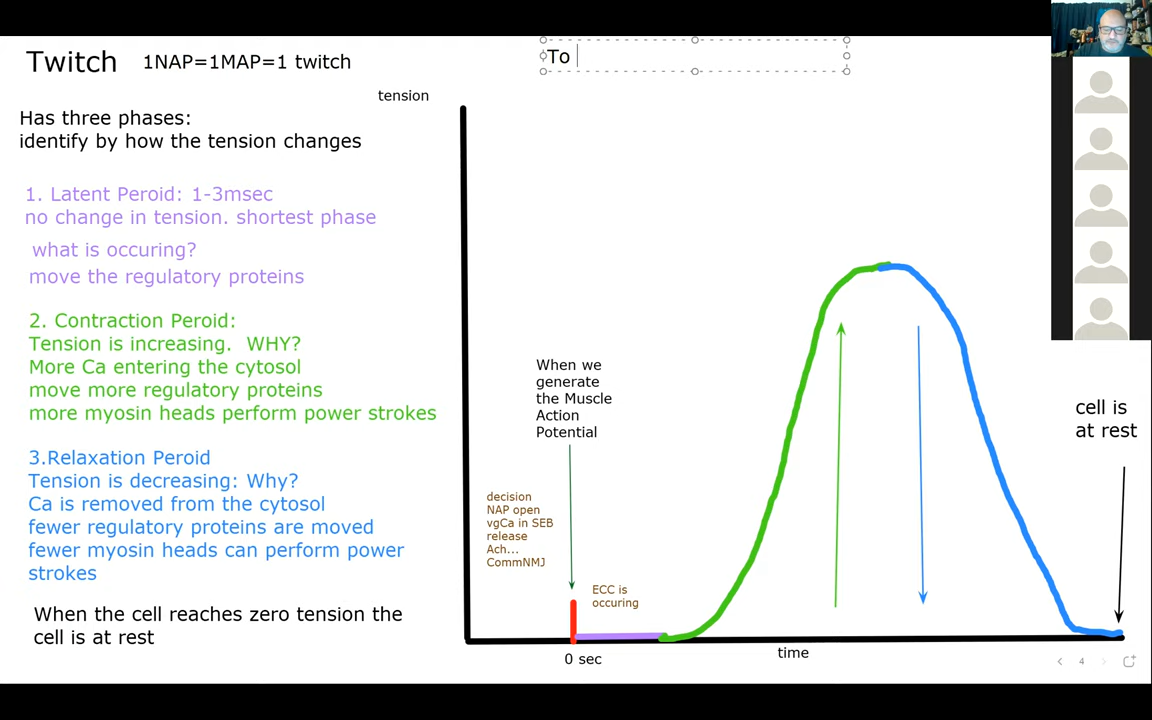 Twitch 1NAP=1MAP=1 twitch
To
tension
Has three phases:
identify by how the tension changes
1. Latent Peroid: 1-3msec
no change in tension. shortest phase
what is occuring?
move the regulatory proteins
2. Contraction Peroid:
Tension is increasing. WHY?
More Ca entering the cytosol
move more regulatory proteins
more myosin heads perform power strokes
3.Relaxation Peroid
Tension is decreasing: Why?
Ca is removed from the cytosol
fewer regulatory proteins are moved
fewer myosin heads can perform power
strokes
When the cell reaches zero tension the
cell is at rest
When we
generate
the Muscle
Action
Potential
decision
NAP open
vgCa in SEB
release
Ach...
CommNMJ
ECC is
occuring
cell is
at rest
0 sec
time
4